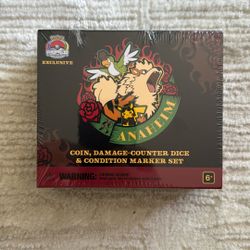 EXCLUSIVE
ANAHEIM
COIN, DAMAGE-COUNTER DICE
& CONDITION MARKER SET
WARNING:
6+